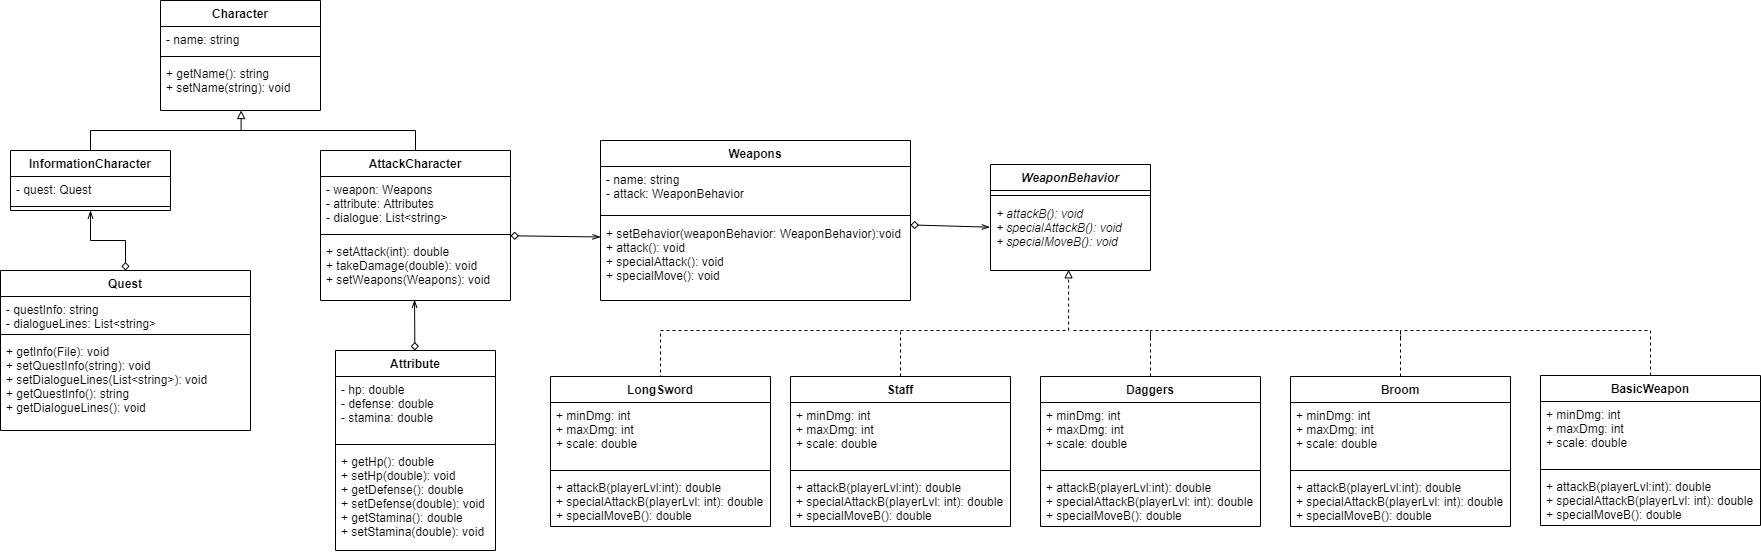 Character
- name: string
+ getName(): string
+ setName(string): void
InformationCharacter
- quest: Quest
AttackCharacter
- weapon: Weapons
- attribute: Attributes
- dialogue: List<string>
+ setAttack(int): double
+ takeDamage(double): void
+ setWeapons(Weapons): void
Weapons
- name: string
- attack: WeaponBehavior
+ setBehavior(weaponBehavior: WeaponBehavior):void
+ attack(): void
+ specialAttack(): void
+ specialMove(): void
WeaponBehavior
+ attackB(): void
+ specialAttackB(): void
+ specialMoveB(): void
Quest
- questInfo: string
- dialogueLines: List<string>
+ getInfo(File): void
+ setQuestInfo(string): void
+ setDialogueLines(List<string>): void
+ getQuestInfo(): string
+ getDialogueLines(): void
Attribute
- hp: double
- defense: double
- stamina: double
+ getHp(): double
+ setHp(double): void
+ getDefense(): double
+ setDefense(double): void
+ getStamina(): double
+ setStamina(double): void
LongSword
+ minDmg: int
+ maxDmg: int
+ scale: double
+ attackB(playerLvl:int): double
+ specialAttackB(playerLvl: int): double
+ specialMoveB(): double
Staff
+ minDmg: int
+ maxDmg: int
+ scale: double
+ attackB(playerLvl:int): double
+ specialAttackB(playerLvl: int): double
+ specialMoveB(): double
Daggers
+ minDmg: int
+ maxDmg: int
+ scale: double
+ attackB(playerLvl:int): double
+ specialAttackB(playerLvl: int): double
+ specialMoveB(): double
Broom
+ minDmg: int
+ maxDmg: int
+ scale: double
+ attackB(playerLvl:int): double
+ specialAttackB(playerLvl: int): double
+ specialMoveB(): double
BasicWeapon
+ minDmg: int
+ maxDmg: int
+ scale: double
+ attackB(playerLvl:int): double
+ specialAttackB(playerLvl: int): double
+ specialMoveB(): double